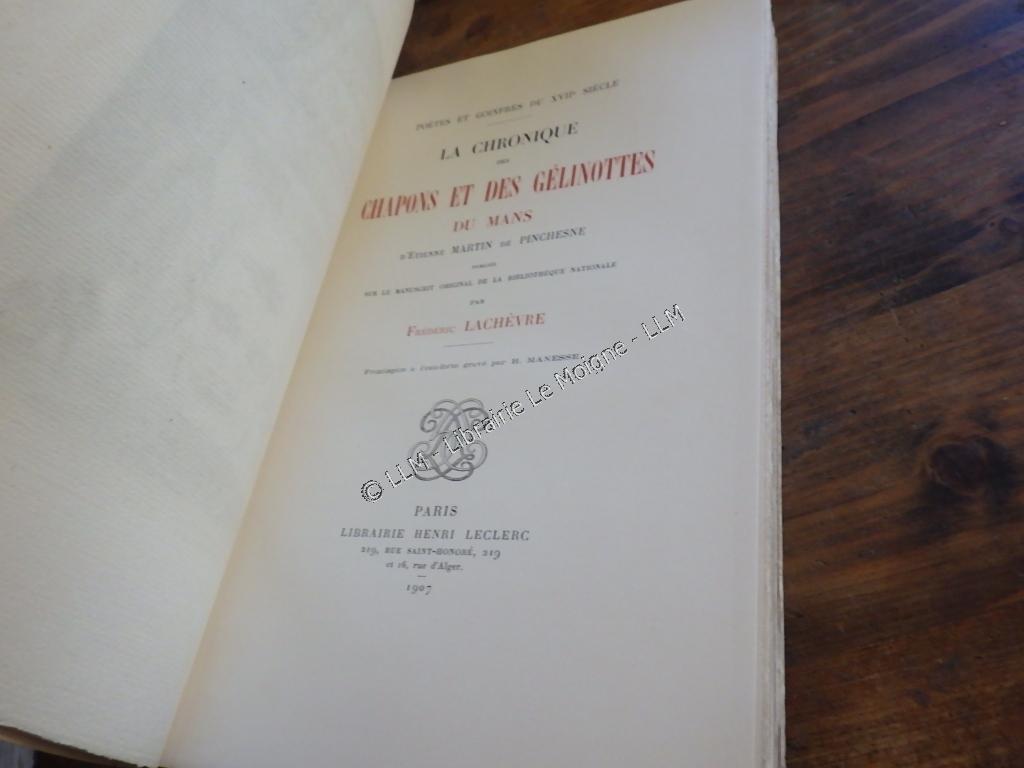 POÈTES ET GOINFRES DU XVIIᵉ SIÈCLE
LA CHRONIQUE
DES
CHAPONS ET DES GÉLINOTTES
DU MANS
D'ÉTIENNE MARTIN DE PINCHESNE
PUBLIÉE
SUR LE MANUSCRIT ORIGINAL DE LA BIBLIOTHÈQUE NATIONALE
PAR
FRÉDÉRIC LACHÈVRE
Frontispice à l'eau-forte gravé par H. MANESSE
© LLM - Librairie Le Moigne - LLM
PARIS
LIBRAIRIE HENRI LECLERC
219, RUE SAINT-HONORÉ, 219
et 16, rue d'Alger.
1907